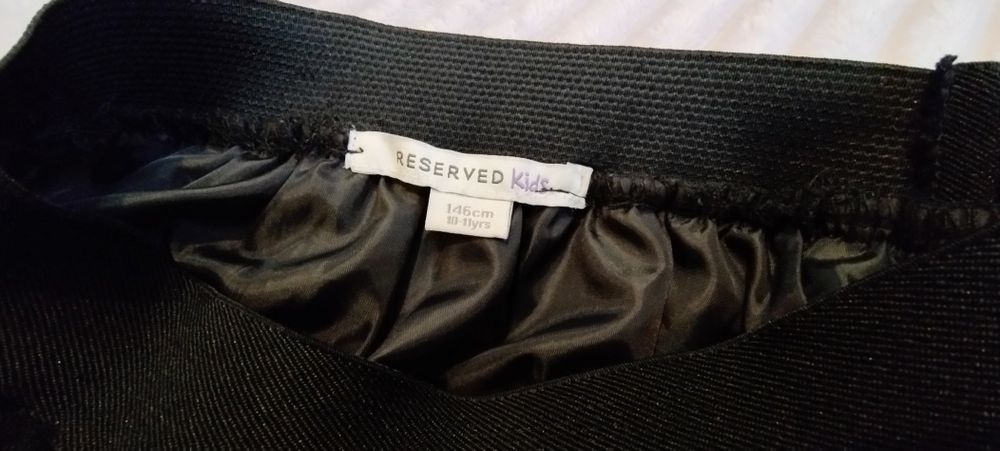 RESERVED Kids
146cm
10-11yrs